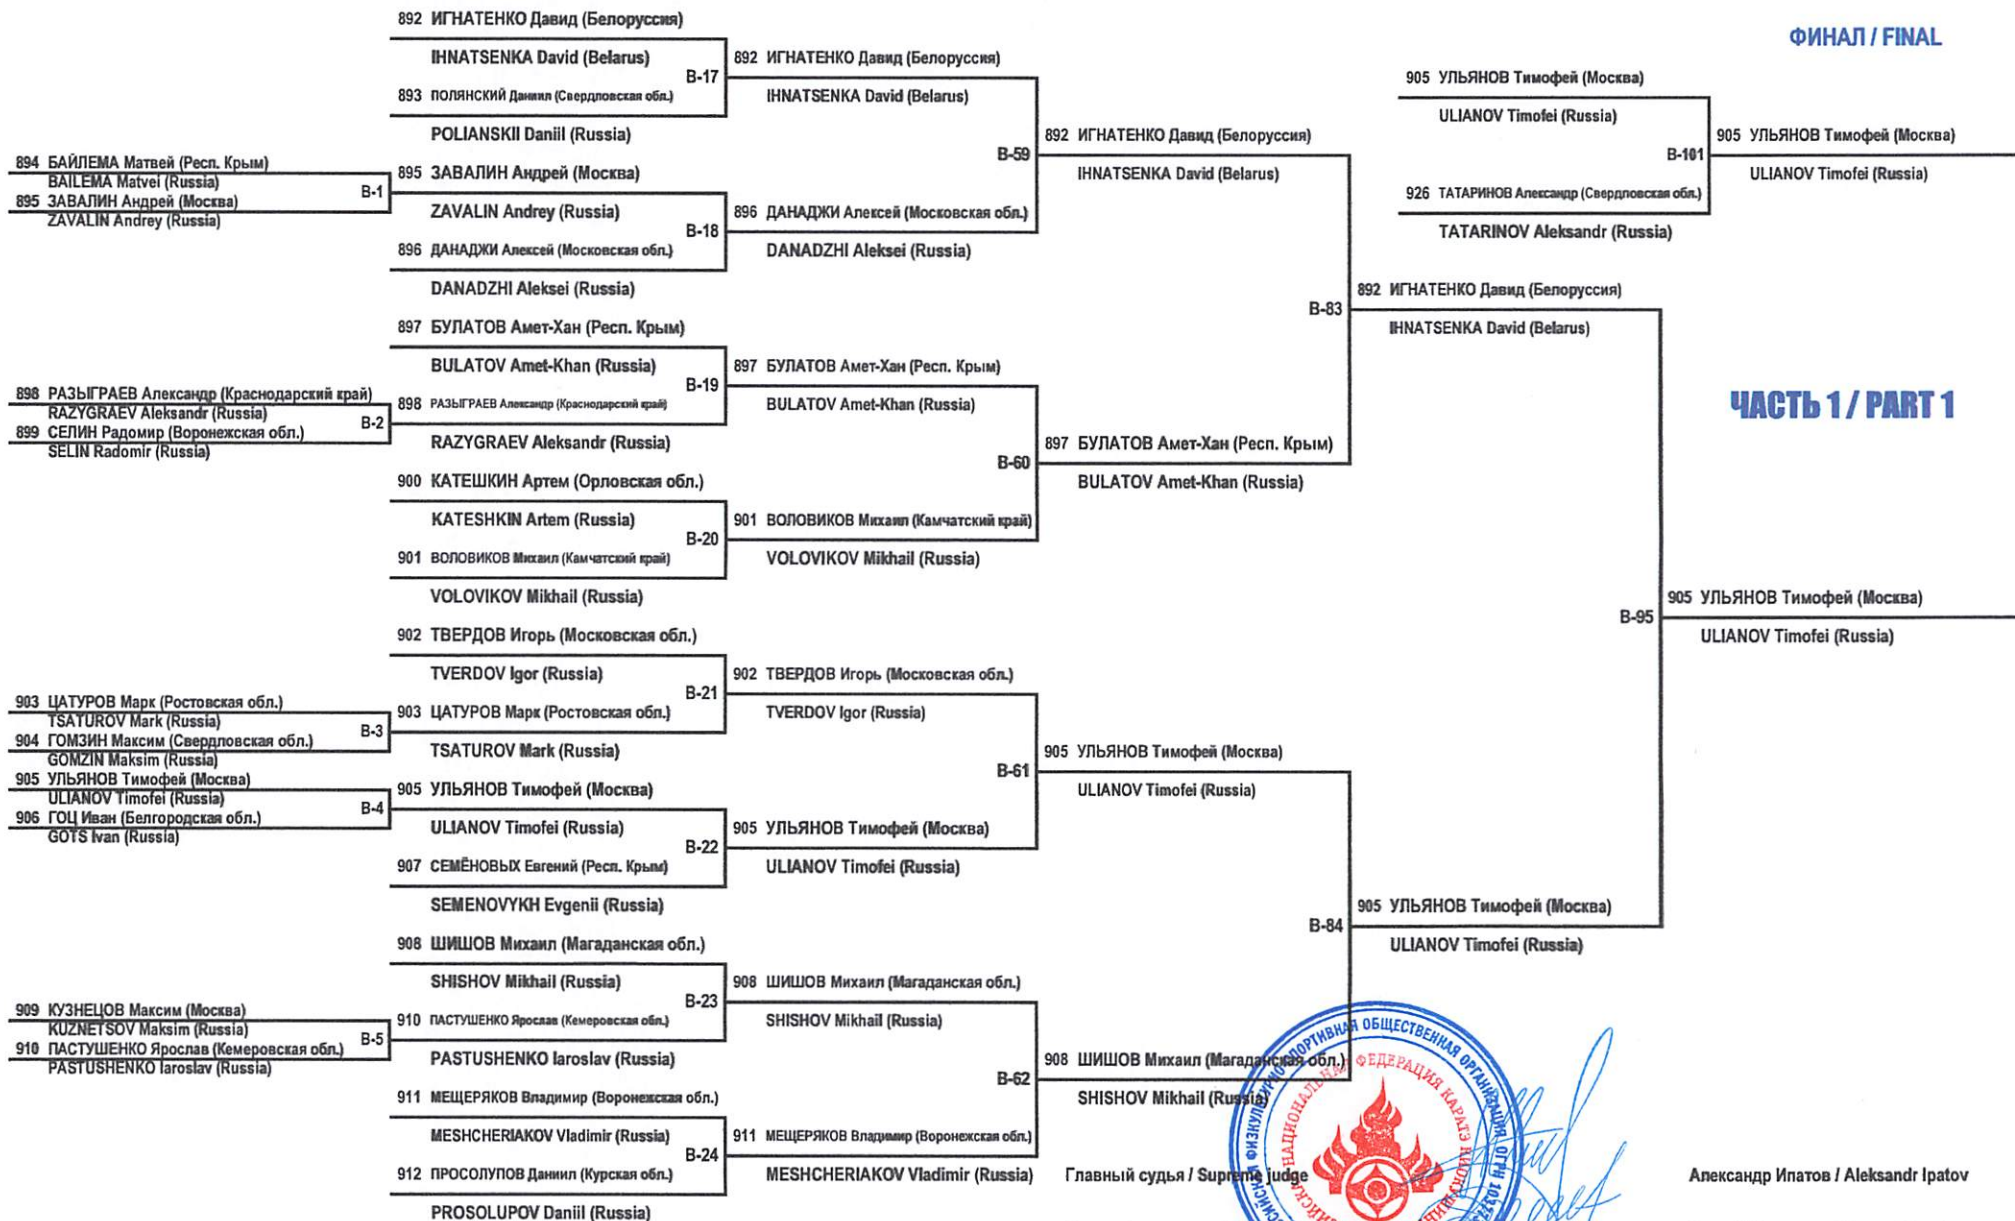 892 ИГНАТЕНКО Давид (Белоруссия)
IHNATSENKA David (Belarus)
B-17
893 ПОЛЯНСКИЙ Даниил (Свердловская обл.)
POLIANSKII Daniil (Russia)
894 БАЙЛЕМА Матвей (Респ. Крым)
BAILEMA Matvei (Russia)
B-1
895 ЗАВАЛИН Андрей (Москва)
ZAVALIN Andrey (Russia)
895 ЗАВАЛИН Андрей (Москва)
ZAVALIN Andrey (Russia)
B-18
896 ДАНАДЖИ Алексей (Московская обл.)
DANADZHI Aleksei (Russia)
897 БУЛАТОВ Амет-Хан (Респ. Крым)
BULATOV Amet-Khan (Russia)
B-19
898 РАЗЫГРАЕВ Александр (Краснодарский край)
RAZYGRAEV Aleksandr (Russia)
B-2
899 СЕЛИН Радомир (Воронежская обл.)
SELIN Radomir (Russia)
898 РАЗЫГРАЕВ Александр (Краснодарский край)
RAZYGRAEV Aleksandr (Russia)
900 КАТЕШКИН Артем (Орловская обл.)
KATESHKIN Artem (Russia)
B-20
901 ВОЛОВИКОВ Михаил (Камчатский край)
VOLOVIKOV Mikhail (Russia)
902 ТВЕРДОВ Игорь (Московская обл.)
TVERDOV Igor (Russia)
B-21
903 ЦАТУРОВ Марк (Ростовская обл.)
TSATUROV Mark (Russia)
B-3
904 ГОМЗИН Максим (Свердловская обл.)
GOMZIN Maksim (Russia)
903 ЦАТУРОВ Марк (Ростовская обл.)
TSATUROV Mark (Russia)
905 УЛЬЯНОВ Тимофей (Москва)
ULIANOV Timofei (Russia)
B-4
906 ГОЦ Иван (Белгородская обл.)
GOTS Ivan (Russia)
905 УЛЬЯНОВ Тимофей (Москва)
ULIANOV Timofei (Russia)
B-22
907 СЕМЁНОВЫХ Евгений (Респ. Крым)
SEMENOVYKH Evgenii (Russia)
908 ШИШОВ Михаил (Магаданская обл.)
SHISHOV Mikhail (Russia)
B-23
909 КУЗНЕЦОВ Максим (Москва)
KUZNETSOV Maksim (Russia)
B-5
910 ПАСТУШЕНКО Ярослав (Кемеровская обл.)
PASTUSHENKO Iaroslav (Russia)
910 ПАСТУШЕНКО Ярослав (Кемеровская обл.)
PASTUSHENKO Iaroslav (Russia)
911 МЕЩЕРЯКОВ Владимир (Воронежская обл.)
MESHCHERIAKOV Vladimir (Russia)
B-24
912 ПРОСОЛУПОВ Даниил (Курская обл.)
PROSOLUPOV Daniil (Russia)
892 ИГНАТЕНКО Давид (Белоруссия)
IHNATSENKA David (Belarus)
B-59
896 ДАНАДЖИ Алексей (Московская обл.)
DANADZHI Aleksei (Russia)
897 БУЛАТОВ Амет-Хан (Респ. Крым)
BULATOV Amet-Khan (Russia)
B-60
901 ВОЛОВИКОВ Михаил (Камчатский край)
VOLOVIKOV Mikhail (Russia)
902 ТВЕРДОВ Игорь (Московская обл.)
TVERDOV Igor (Russia)
B-61
905 УЛЬЯНОВ Тимофей (Москва)
ULIANOV Timofei (Russia)
908 ШИШОВ Михаил (Магаданская обл.)
SHISHOV Mikhail (Russia)
B-62
911 МЕЩЕРЯКОВ Владимир (Воронежская обл.)
MESHCHERIAKOV Vladimir (Russia)
892 ИГНАТЕНКО Давид (Белоруссия)
IHNATSENKA David (Belarus)
B-83
897 БУЛАТОВ Амет-Хан (Респ. Крым)
BULATOV Amet-Khan (Russia)
905 УЛЬЯНОВ Тимофей (Москва)
ULIANOV Timofei (Russia)
B-84
908 ШИШОВ Михаил (Магаданская обл.)
SHISHOV Mikhail (Russia)
892 ИГНАТЕНКО Давид (Белоруссия)
IHNATSENKA David (Belarus)
B-95
905 УЛЬЯНОВ Тимофей (Москва)
ULIANOV Timofei (Russia)
905 УЛЬЯНОВ Тимофей (Москва)
ULIANOV Timofei (Russia)
ФИНАЛ / FINAL
905 УЛЬЯНОВ Тимофей (Москва)
ULIANOV Timofei (Russia)
B-101
926 ТАТАРИНОВ Александр (Свердловская обл.)
TATARINOV Aleksandr (Russia)
905 УЛЬЯНОВ Тимофей (Москва)
ULIANOV Timofei (Russia)
ЧАСТЬ 1 / PART 1
Главный судья / Supreme judge
Александр Ипатов / Aleksandr Ipatov
ФИЗКУЛЬТУРНО-СПОРТИВНАЯ ОБЩЕСТВЕННАЯ ОРГАНИЗАЦИЯ ОГРН
НАЦИОНАЛЬНАЯ ФЕДЕРАЦИЯ КАРАТЭ